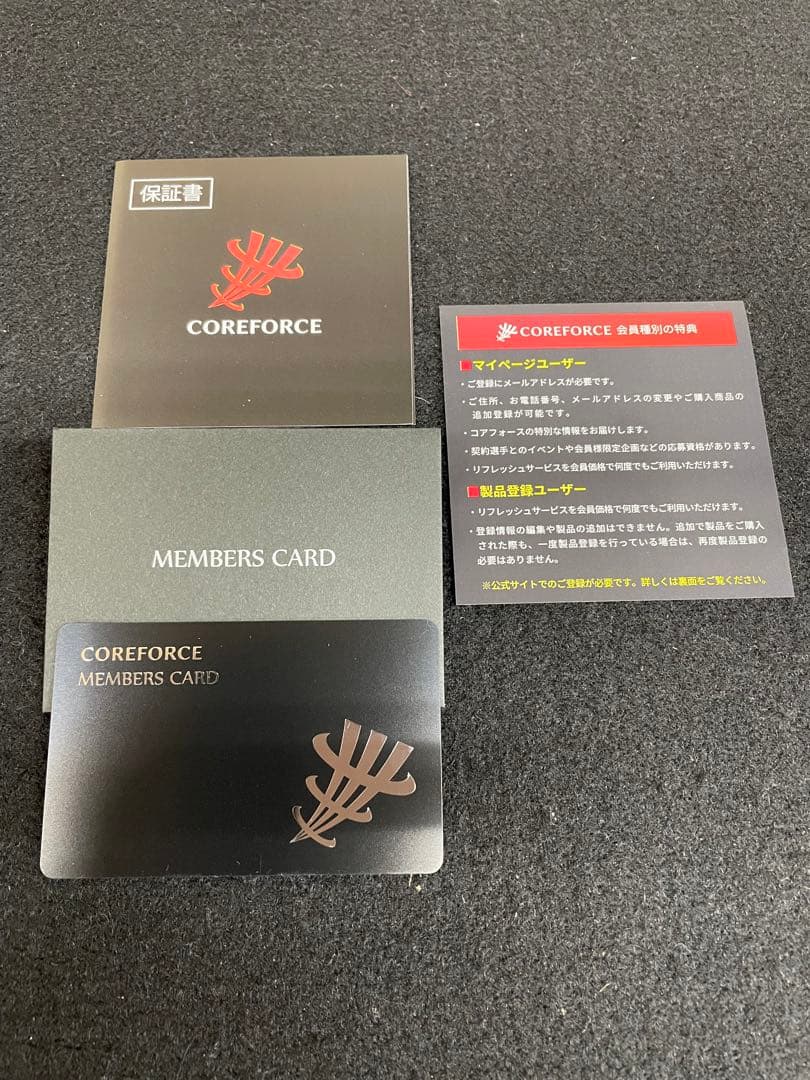 保証書
COREFORCE
MEMBERS CARD
COREFORCE
MEMBERS CARD
COREFORCE 会員種別の特典
■マイページユーザー
・ご登録にメールアドレスが必要です。
・ご住所、お電話番号、メールアドレスの変更やご購入商品の
追加登録が可能です。
・コアフォースの特別な情報をお届けします。
・契約選手とのイベントや会員様限定企画などの応募資格があります。
・リフレッシュサービスを会員価格で何度でもご利用いただけます。
■製品登録ユーザー
・リフレッシュサービスを会員価格で何度でもご利用いただけます。
・登録情報の編集や製品の追加はできません。追加で製品をご購入
された際も、一度製品登録を行っている場合は、再度製品登録の
必要はありません。
※公式サイトでのご登録が必要です。詳しくは裏面をご覧ください。